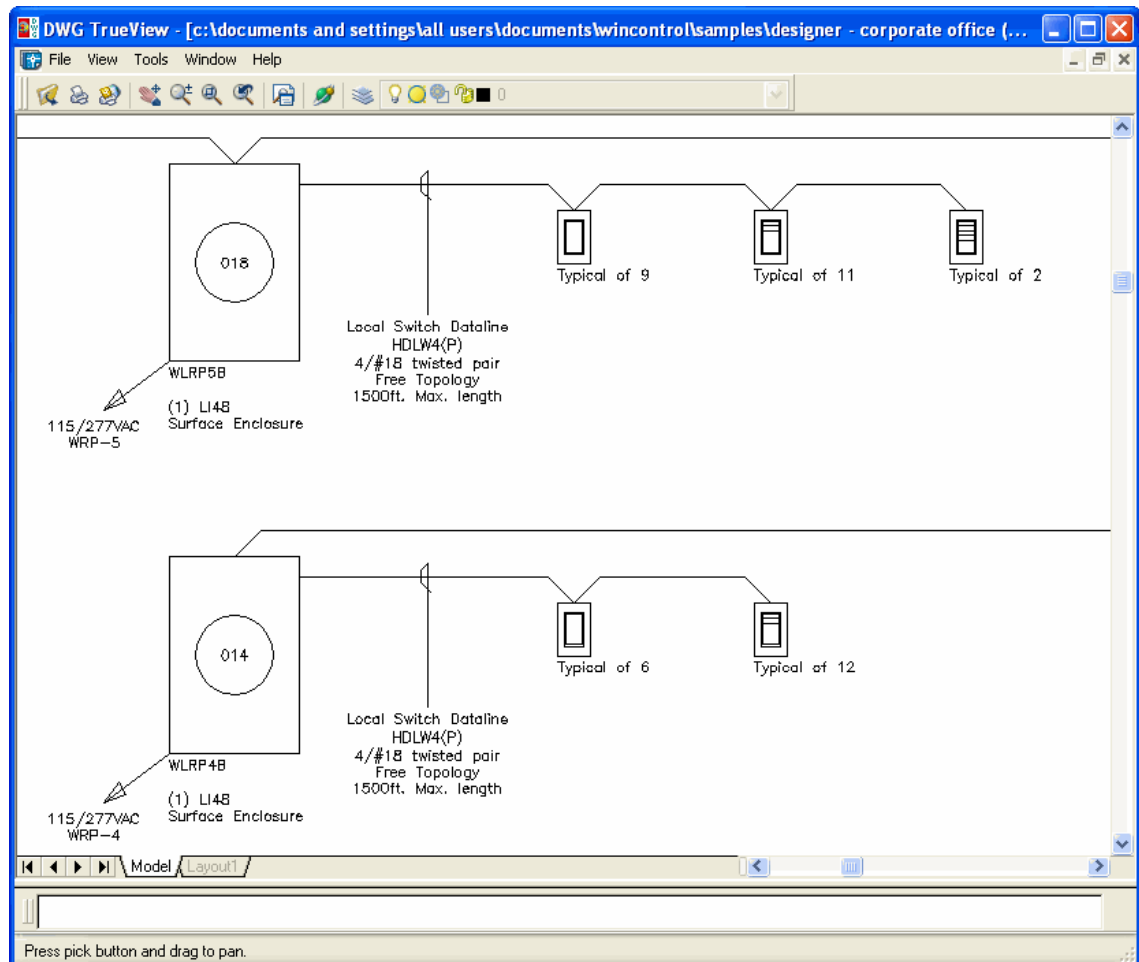 DWG TrueView - [c:\documents and settings\all users\documents\wincontrol\samples\designer - corporate office (...
File View Tools Window Help
0
018
Typical of 9
Typical of 11
Typical of 2
Local Switch Dataline
HDLW4(P)
4/#18 twisted pair
Free Topology
1500ft. Max. length
WLRP5B
(1) LI48
Surface Enclosure
115/277VAC
WRP-5
014
Typical of 6
Typical of 12
Local Switch Dataline
HDLW4(P)
4/#18 twisted pair
Free Topology
1500ft. Max. length
WLRP4B
(1) LI48
Surface Enclosure
115/277VAC
WRP-4
Model Layout1
Press pick button and drag to pan.